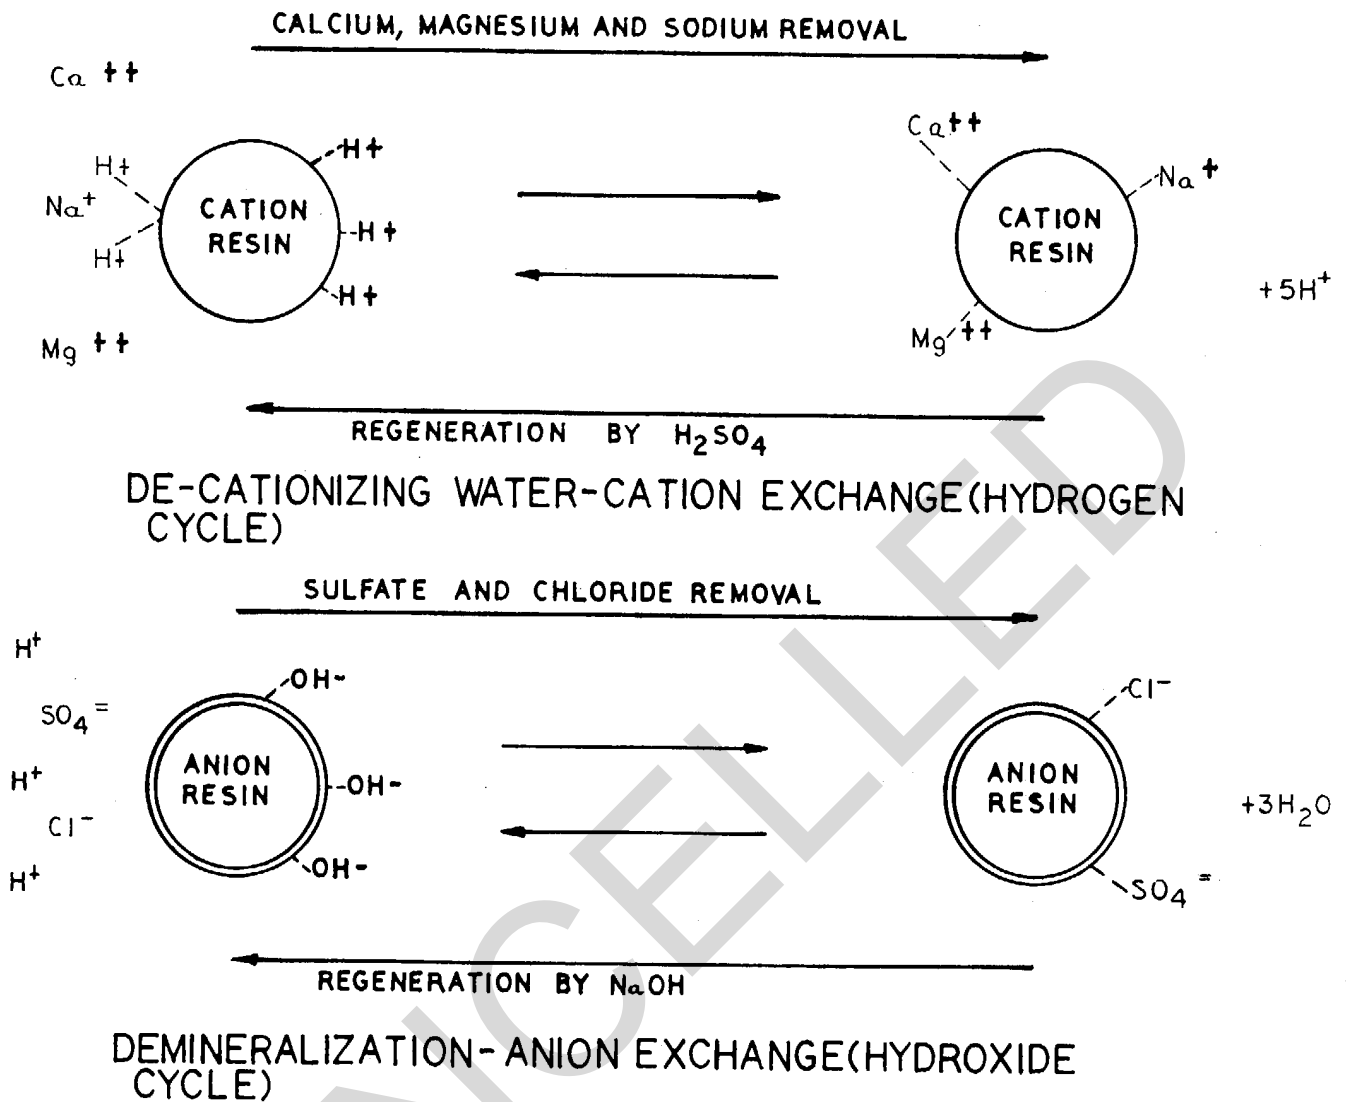 CALCIUM, MAGNESIUM AND SODIUM REMOVAL
Ca ++
H+
H+
Na+
CATION
RESIN
H+
H+
H+
Mg ++
Ca++
Na +
CATION
RESIN
+5H+
Mg ++
REGENERATION BY H2SO4
DE-CATIONIZING WATER-CATION EXCHANGE(HYDROGEN
CYCLE)
SULFATE AND CHLORIDE REMOVAL
H+
OH-
SO4 =
H+
ANION
RESIN
OH-
Cl-
H+
OH-
Cl-
ANION
RESIN
+3H2O
SO4 =
REGENERATION BY NaOH
DEMINERALIZATION-ANION EXCHANGE(HYDROXIDE
CYCLE)
NCELLED